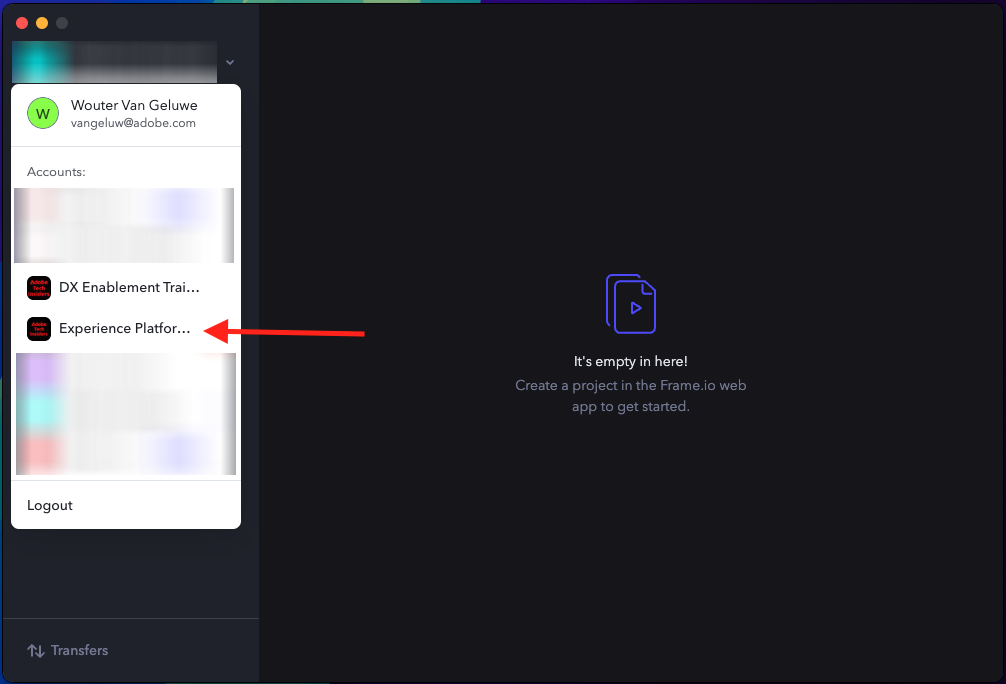 W
Wouter Van Geluwe
vangeluw@adobe.com
Accounts:
Adobe
Tech
Insiders
DX Enablement Trai...
Adobe
Tech
Insiders
Experience Platfor...
Logout
Transfers
It's empty in here!
Create a project in the Frame.io web
app to get started.